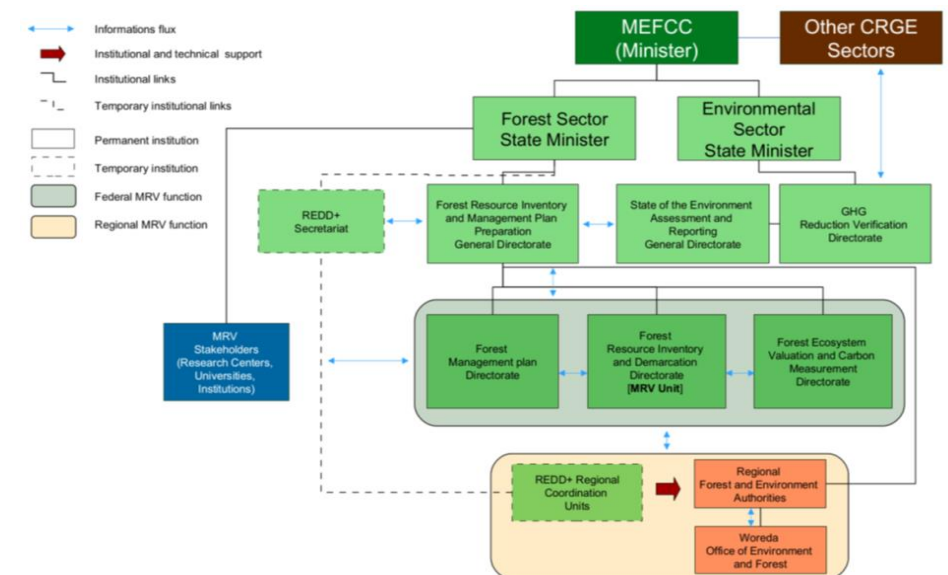 Informations flux
Institutional and technical support
Institutional links
Temporary institutional links
Permanent institution
Temporary institution
Federal MRV function
Regional MRV function
MEFCC
(Minister)
Other CRGE
Sectors
Forest Sector
State Minister
Environmental
Sector
State Minister
REDD+
Secretariat
Forest Resource Inventory
and Management Plan
Preparation
General Directorate
State of the Environment
Assessment and
Reporting
General Directorate
GHG
Reduction Verification
Directorate
MRV
Stakeholders
(Research Centers,
Universities,
Institutions)
Forest
Management plan
Directorate
Forest
Resource Inventory
and Demarcation
Directorate
[MRV Unit]
Forest Ecosystem
Valuation and Carbon
Measurement
Directorate
REDD+ Regional
Coordination
Units
Regional
Forest and Environment
Authorities
Woreda
Office of Environment
and Forest